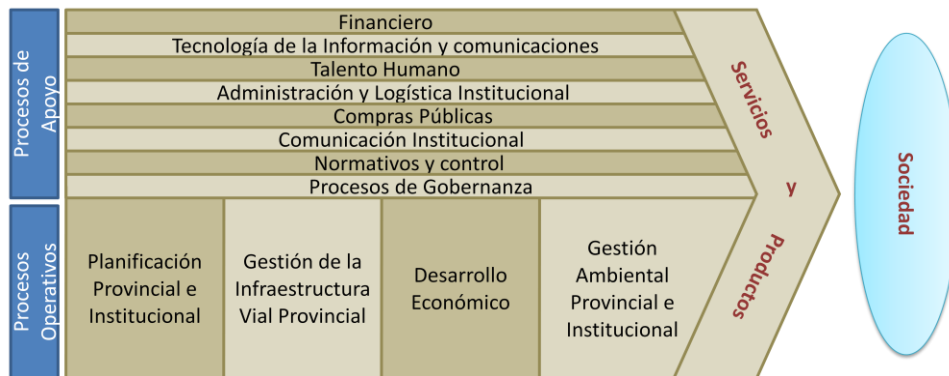 Procesos de
Apoyo
Financiero
Tecnología de la Información y comunicaciones
Talento Humano
Administración y Logística Institucional
Compras Públicas
Comunicación Institucional
Normativos y control
Procesos de Gobernanza
Procesos
Operativos
Planificación
Provincial e
Institucional
Gestión de la
Infraestructura
Vial Provincial
Desarrollo
Económico
Gestión
Ambiental
Provincial e
Institucional
Servicios
y
Productos
Sociedad